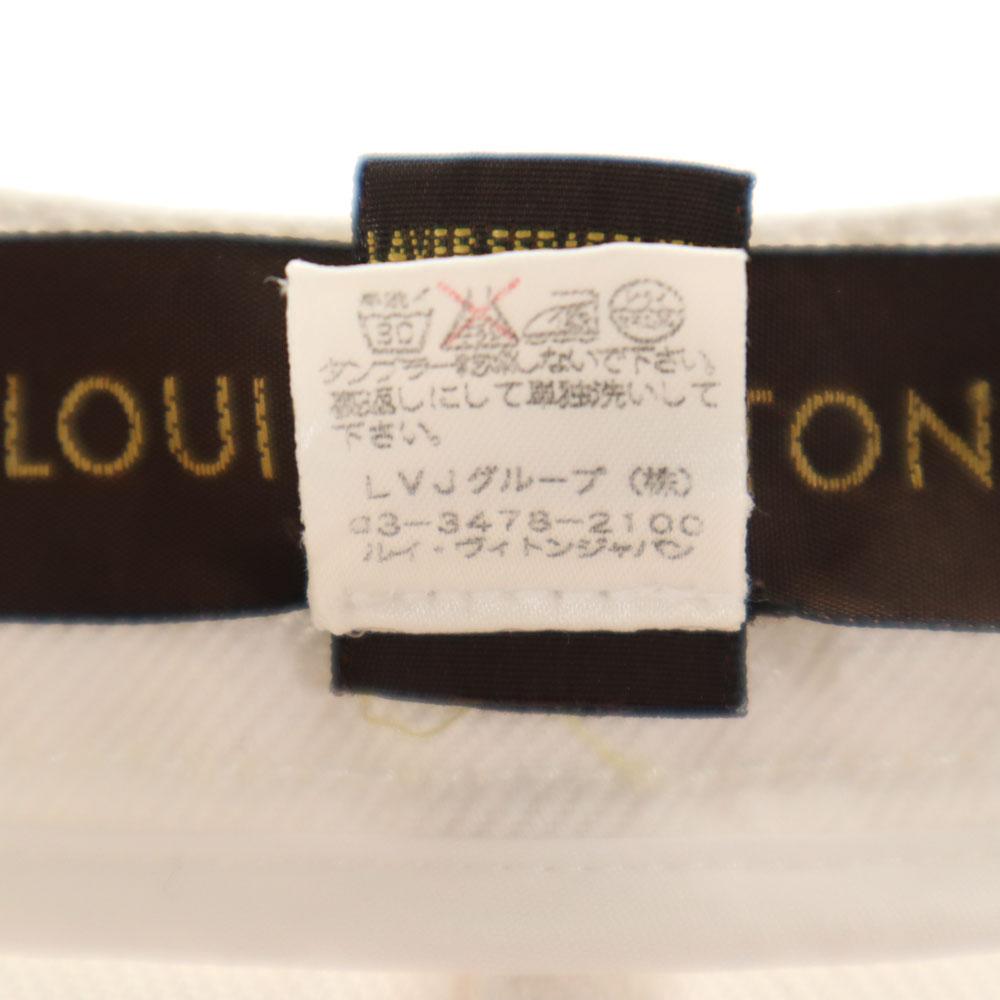 LOUI TON
手洗イ
30
タンブラー乾燥しないで下さい。
裏返しにして単独洗いして
下さい。
LVJグループ（株）
03-3478-2100
ルイ・ヴィトンジャパン